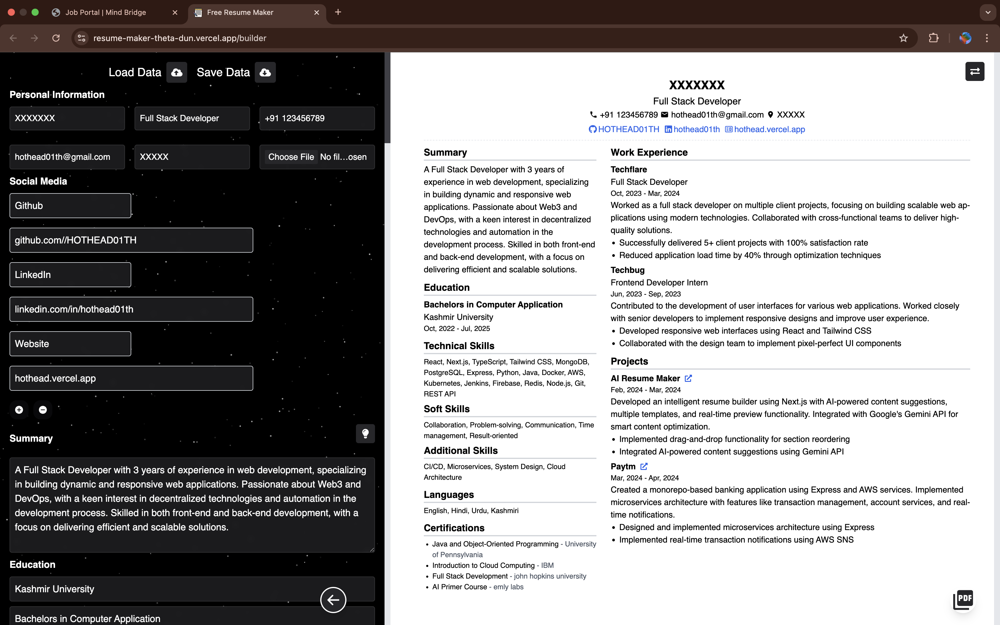 Job Portal | Mind Bridge
Free Resume Maker
resume-maker-theta-dun.vercel.app/builder
Load Data
Save Data
Personal Information
XXXXXXX
Full Stack Developer
+91 123456789
hothead01th@gmail.com
XXXXX
Choose File No fil...osen
Social Media
Github
github.com//HOTHEAD01TH
LinkedIn
linkedin.com/in/hothead01th
Website
hothead.vercel.app
Summary
A Full Stack Developer with 3 years of experience in web development, specializing
in building dynamic and responsive web applications. Passionate about Web3 and
DevOps, with a keen interest in decentralized technologies and automation in the
development process. Skilled in both front-end and back-end development, with a
focus on delivering efficient and scalable solutions.
Education
Kashmir University
Bachelors in Computer Application
XXXXXXX
Full Stack Developer
+91 123456789 hothead01th@gmail.com XXXXX
HOTHEAD01TH hothead01th hothead.vercel.app
Summary
A Full Stack Developer with 3 years of
experience in web development, specializing
in building dynamic and responsive web
applications. Passionate about Web3 and
DevOps, with a keen interest in decentralized
technologies and automation in the
development process. Skilled in both front-end
and back-end development, with a focus on
delivering efficient and scalable solutions.
Education
Bachelors in Computer Application
Kashmir University
Oct, 2022 - Jul, 2025
Technical Skills
React, Next.js, TypeScript, Tailwind CSS, MongoDB,
PostgreSQL, Express, Python, Java, Docker, AWS,
Kubernetes, Jenkins, Firebase, Redis, Node.js, Git,
REST API
Soft Skills
Collaboration, Problem-solving, Communication, Time
management, Result-oriented
Additional Skills
CI/CD, Microservices, System Design, Cloud
Architecture
Languages
English, Hindi, Urdu, Kashmiri
Certifications
• Java and Object-Oriented Programming - University
of Pennsylvania
• Introduction to Cloud Computing - IBM
• Full Stack Development - john hopkins university
• AI Primer Course - emly labs
Work Experience
Techflare
Full Stack Developer
Oct, 2023 - Mar, 2024
Worked as a full stack developer on multiple client projects, focusing on building scalable web ap-
plications using modern technologies. Collaborated with cross-functional teams to deliver high-
quality solutions.
• Successfully delivered 5+ client projects with 100% satisfaction rate
• Reduced application load time by 40% through optimization techniques
Techbug
Frontend Developer Intern
Jun, 2023 - Sep, 2023
Contributed to the development of user interfaces for various web applications. Worked closely
with senior developers to implement responsive designs and improve user experience.
• Developed responsive web interfaces using React and Tailwind CSS
• Collaborated with the design team to implement pixel-perfect UI components
Projects
AI Resume Maker
Feb, 2024 - Mar, 2024
Developed an intelligent resume builder using Next.js with AI-powered content suggestions,
multiple templates, and real-time preview functionality. Integrated with Google's Gemini API for
smart content optimization.
• Implemented drag-and-drop functionality for section reordering
• Integrated AI-powered content suggestions using Gemini API
Paytm
Mar, 2024 - Apr, 2024
Created a monorepo-based banking application using Express and AWS services. Implemented
microservices architecture with features like transaction management, account services, and real-
time notifications.
• Designed and implemented microservices architecture using Express
• Implemented real-time transaction notifications using AWS SNS
PDF